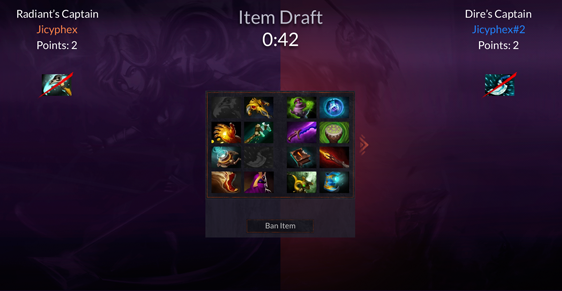 Radiant's Captain
Jicyphex
Points: 2
Item Draft
0:42
Dire's Captain
Jicyphex#2
Points: 2
Ban Item